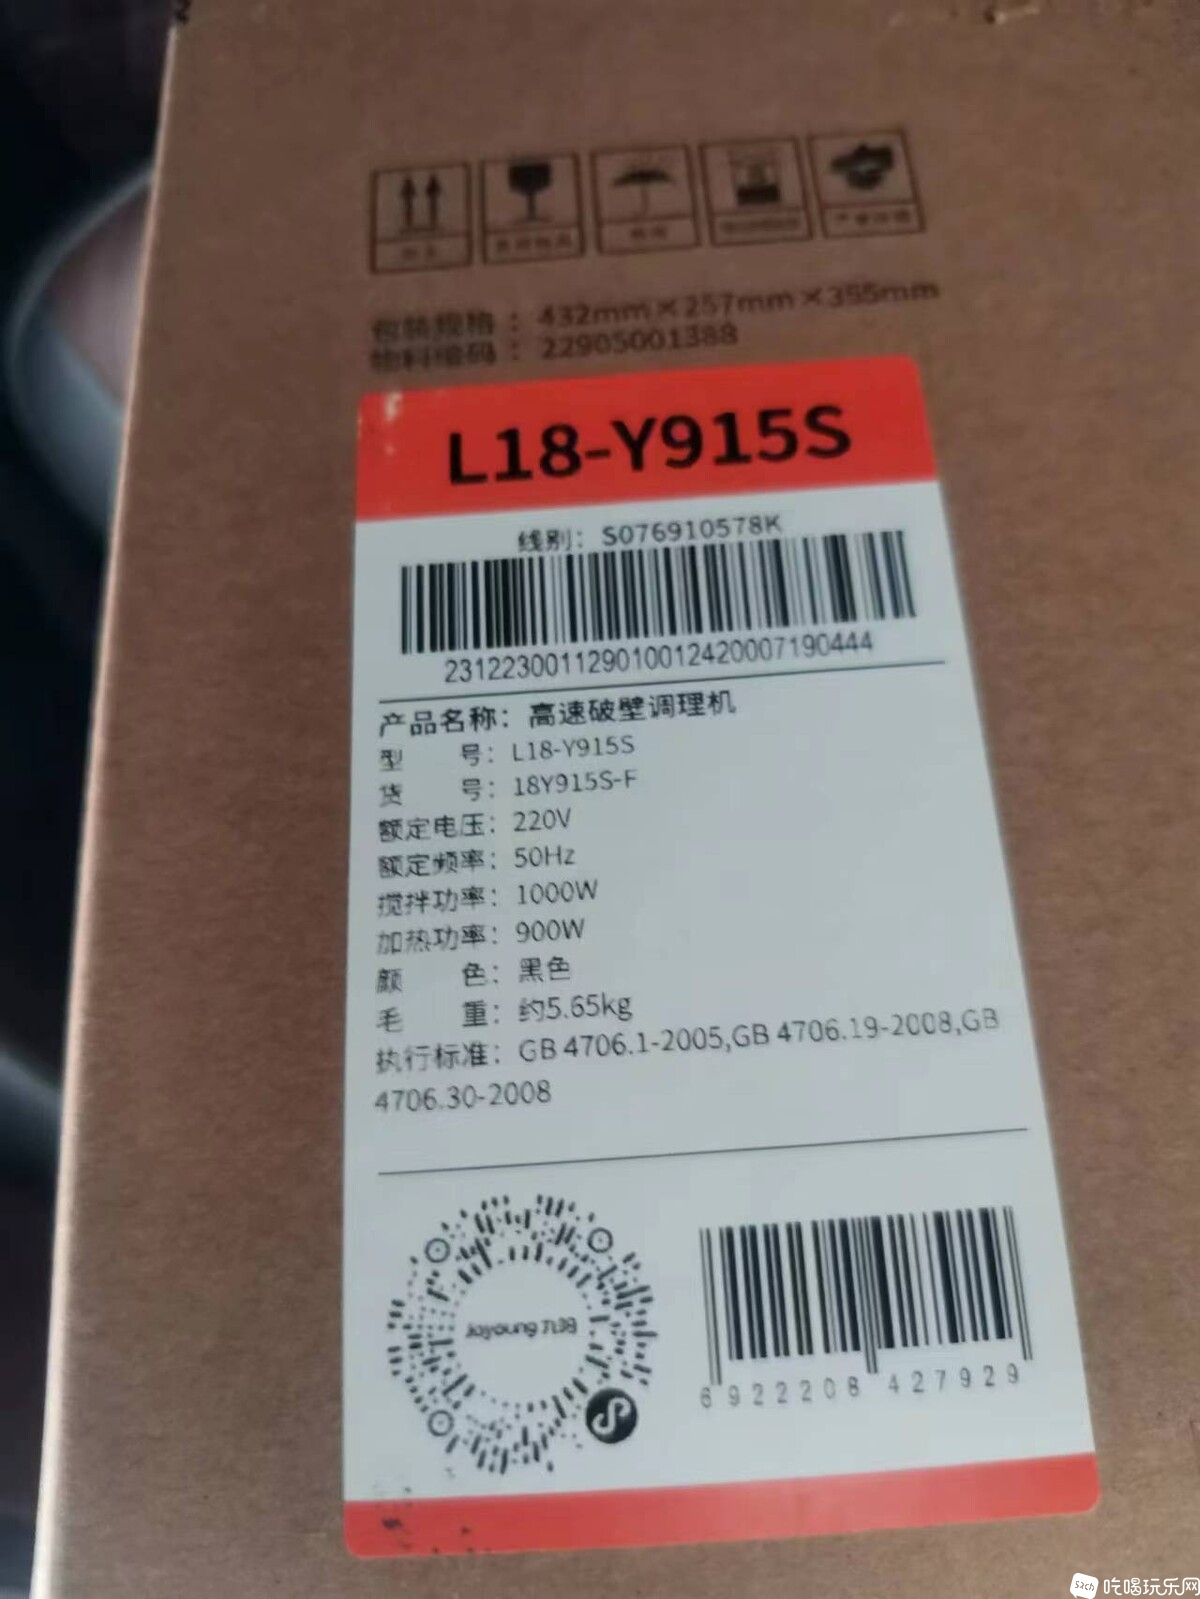 包装规格：432mm×257mm×355mm
物料编码：22905001388
L18-Y915S
线别：S076910578K
231223001129010012420007190444
产品名称：高速破壁调理机
型 号：L18-Y915S
货 号：18Y915S-F
额定电压：220V
额定频率：50Hz
搅拌功率：1000W
加热功率：900W
颜 色：黑色
毛 重：约5.65kg
执行标准：GB 4706.1-2005,GB 4706.19-2008,GB
4706.30-2008
Joyoung 九阳
6 922208 427929
吃喝玩乐网